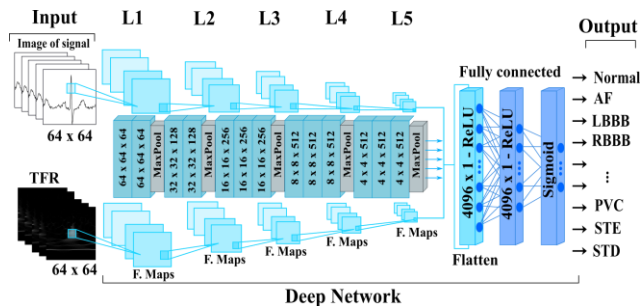 Input
L1
L2
L3
L4
L5
Output
Image of signal
64 x 64
TFR
64 x 64
64 x 64 x 64
64 x 64 x 64
MaxPool
32 x 32 x 128
32 x 32 x 128
MaxPool
16 x 16 x 256
16 x 16 x 256
16 x 16 x 256
MaxPool
8 x 8 x 512
8 x 8 x 512
8 x 8 x 512
MaxPool
4 x 4 x 512
4 x 4 x 512
4 x 4 x 512
MaxPool
F. Maps
F. Maps
F. Maps
F. Maps
F. Maps
Fully connected
4096 x 1 - ReLU
4096 x 1 - ReLU
Sigmoid
Flatten
Normal
AF
LBBB
RBBB
⋮
PVC
STE
STD
Deep Network